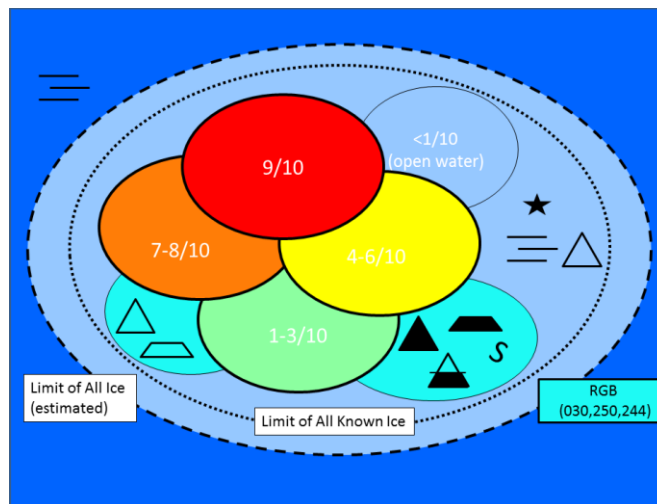 <1/10
(open water)
9/10
7-8/10
4-6/10
1-3/10
S
Limit of All Ice
(estimated)
Limit of All Known Ice
RGB
(030,250,244)